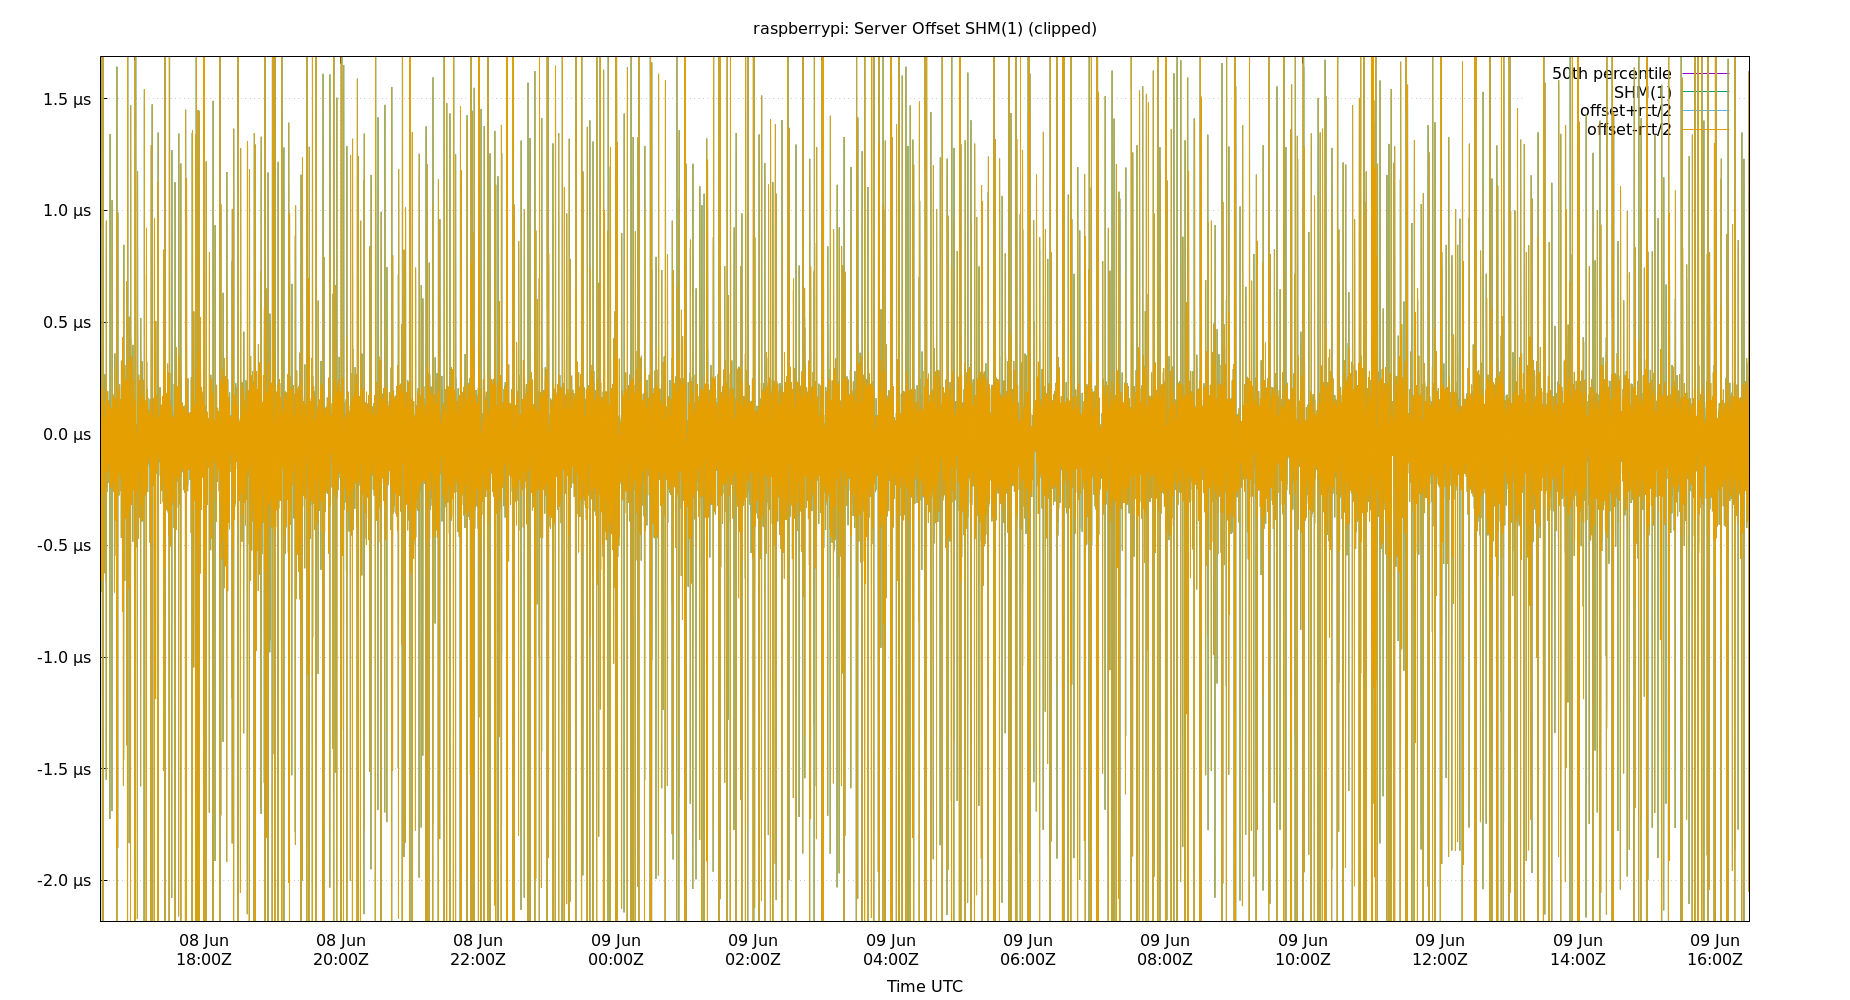 raspberrypi: Server Offset SHM(1) (clipped)
50th percentile
SHM(1)
offset+rtt/2
offset-rtt/2
1.5 µs
1.0 µs
0.5 µs
0.0 µs
-0.5 µs
-1.0 µs
-1.5 µs
-2.0 µs
08 Jun 08 Jun 08 Jun 09 Jun 09 Jun 09 Jun 09 Jun 09 Jun 09 Jun 09 Jun 09 Jun 09 Jun
18:00Z 20:00Z 22:00Z 00:00Z 02:00Z 04:00Z 06:00Z 08:00Z 10:00Z 12:00Z 14:00Z 16:00Z
Time UTC